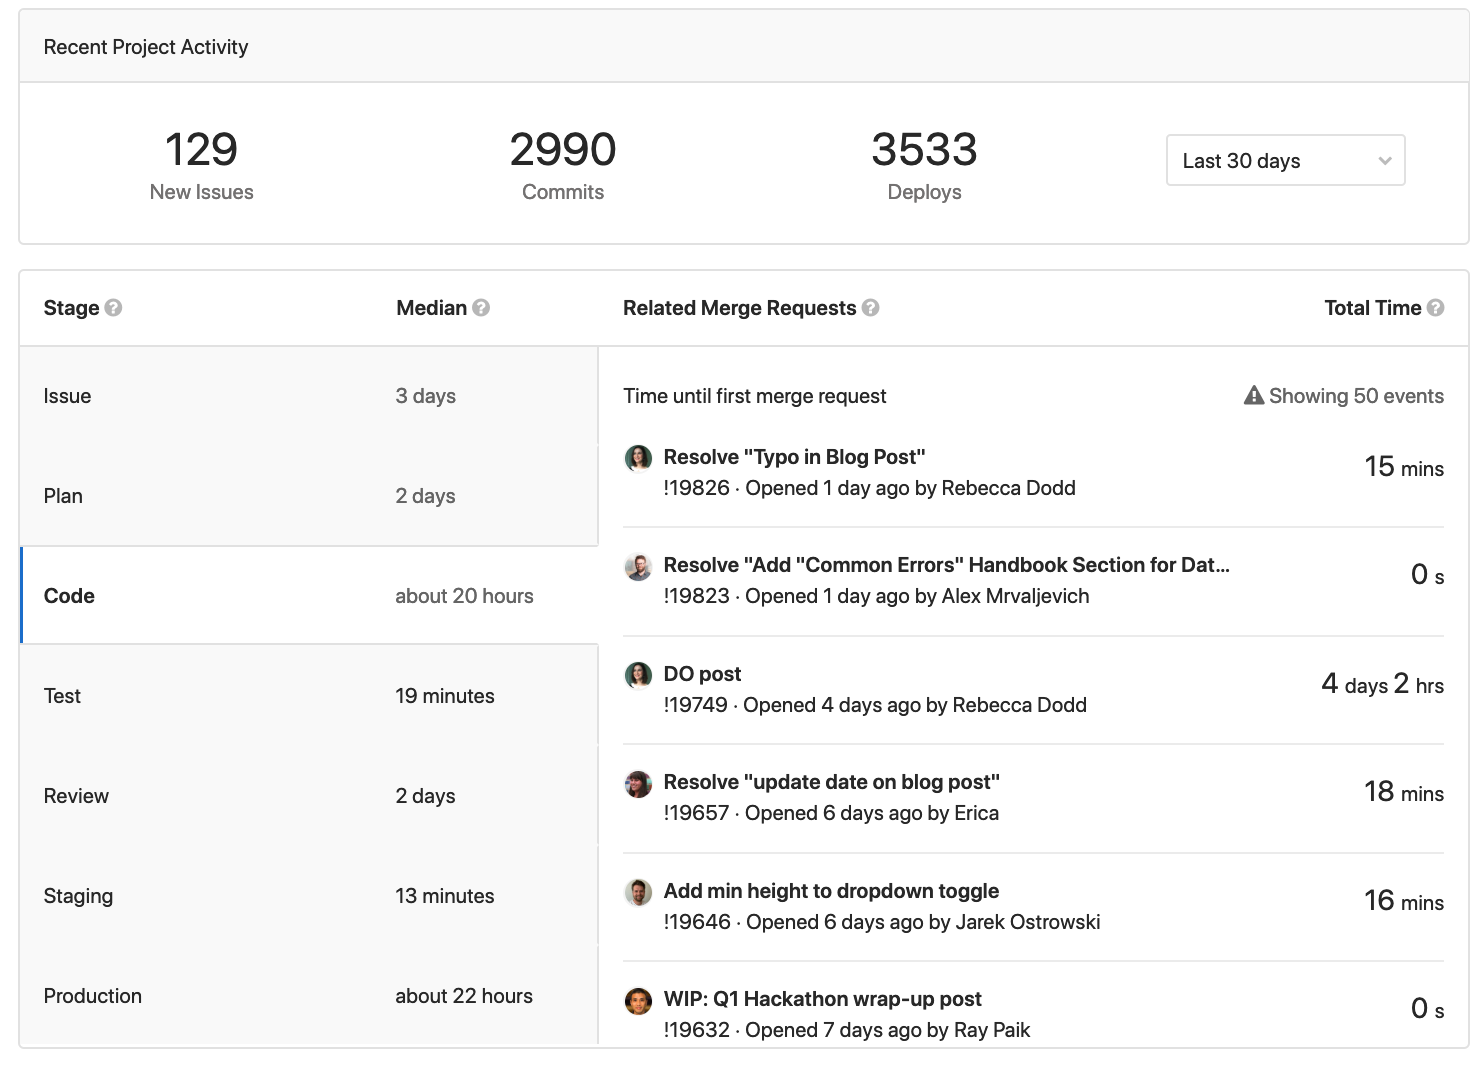 Recent Project Activity
129
New Issues
2990
Commits
3533
Deploys
Last 30 days
Stage
Median
Related Merge Requests
Total Time
Issue
3 days
Plan
2 days
Code
about 20 hours
Test
19 minutes
Review
2 days
Staging
13 minutes
Production
about 22 hours
Time until first merge request
Showing 50 events
Resolve "Typo in Blog Post"
!19826 · Opened 1 day ago by Rebecca Dodd
15 mins
Resolve "Add "Common Errors" Handbook Section for Dat...
!19823 · Opened 1 day ago by Alex Mrvaljevich
0 s
DO post
!19749 · Opened 4 days ago by Rebecca Dodd
4 days 2 hrs
Resolve "update date on blog post"
!19657 · Opened 6 days ago by Erica
18 mins
Add min height to dropdown toggle
!19646 · Opened 6 days ago by Jarek Ostrowski
16 mins
WIP: Q1 Hackathon wrap-up post
!19632 · Opened 7 days ago by Ray Paik
0 s